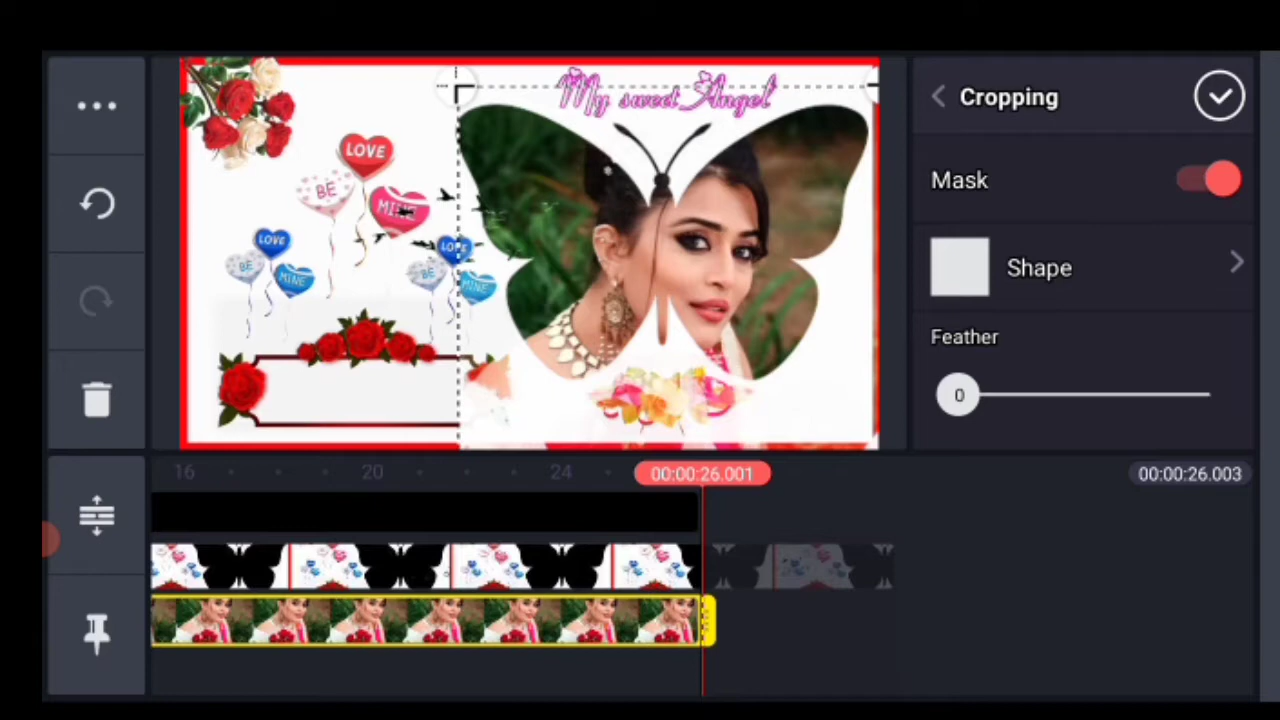 My sweet Angel
LOVE
BE
MINE
LOVE
BE
MINE
LOVE
BE
MINE
Cropping
Mask
Shape
Feather
0
16
20
24
00:00:26.001
00:00:26.003